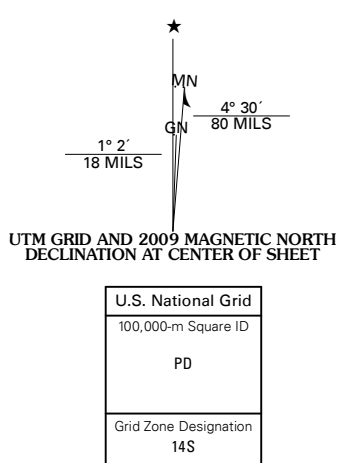 ★
MN
4° 30´
80 MILS
GN
1° 2´
18 MILS
UTM GRID AND 2009 MAGNETIC NORTH
DECLINATION AT CENTER OF SHEET
U.S. National Grid
100,000-m Square ID
PD
Grid Zone Designation
14S